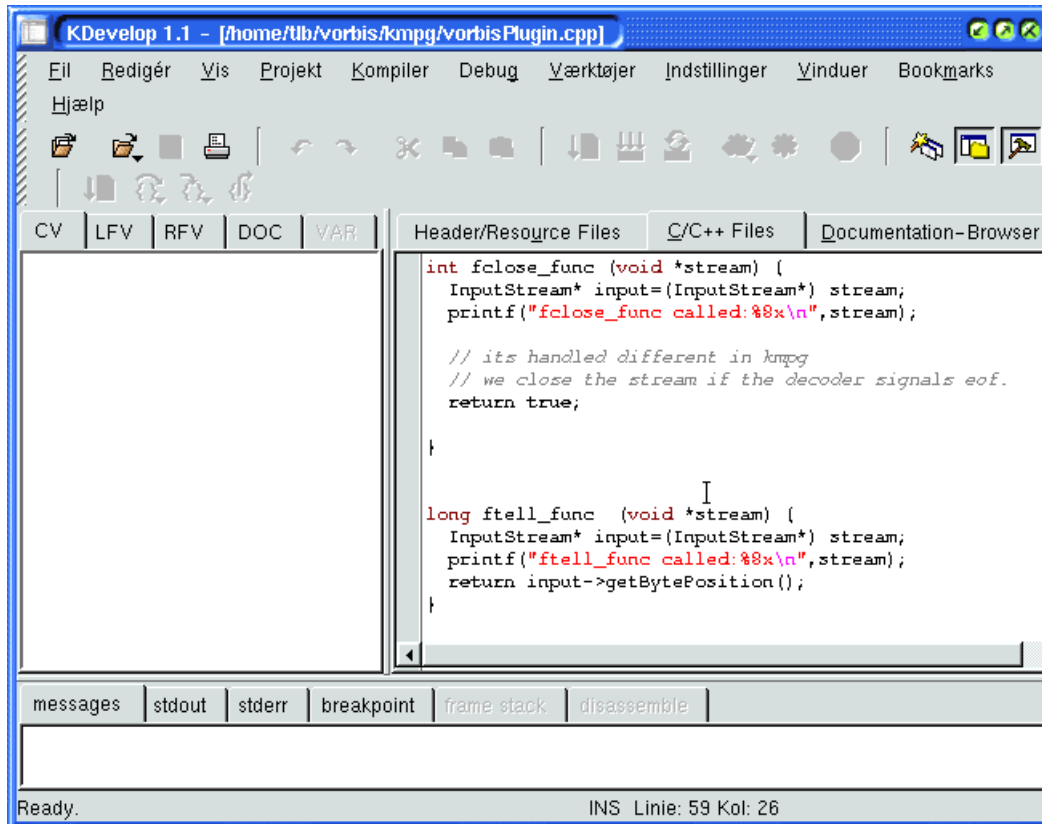 KDevelop 1.1 - [/home/tlb/vorbis/kmpg/vorbisPlugin.cpp]
Fil Redigér Vis Projekt Kompiler Debug Værktøjer Indstillinger Vinduer Bookmarks
Hjælp
CV LFV RFV DOC VAR
Header/Resource Files C/C++ Files Documentation-Browser
int fclose_func (void *stream) {
InputStream* input=(InputStream*) stream;
printf("fclose_func called:%8x\n",stream);
// its handled different in kmpg
// we close the stream if the decoder signals eof.
return true;
}
long ftell_func (void *stream) {
InputStream* input=(InputStream*) stream;
printf("ftell_func called:%8x\n",stream);
return input->getBytePosition();
}
messages stdout stderr breakpoint frame stack disassemble
Ready.
INS Linie: 59 Kol: 26